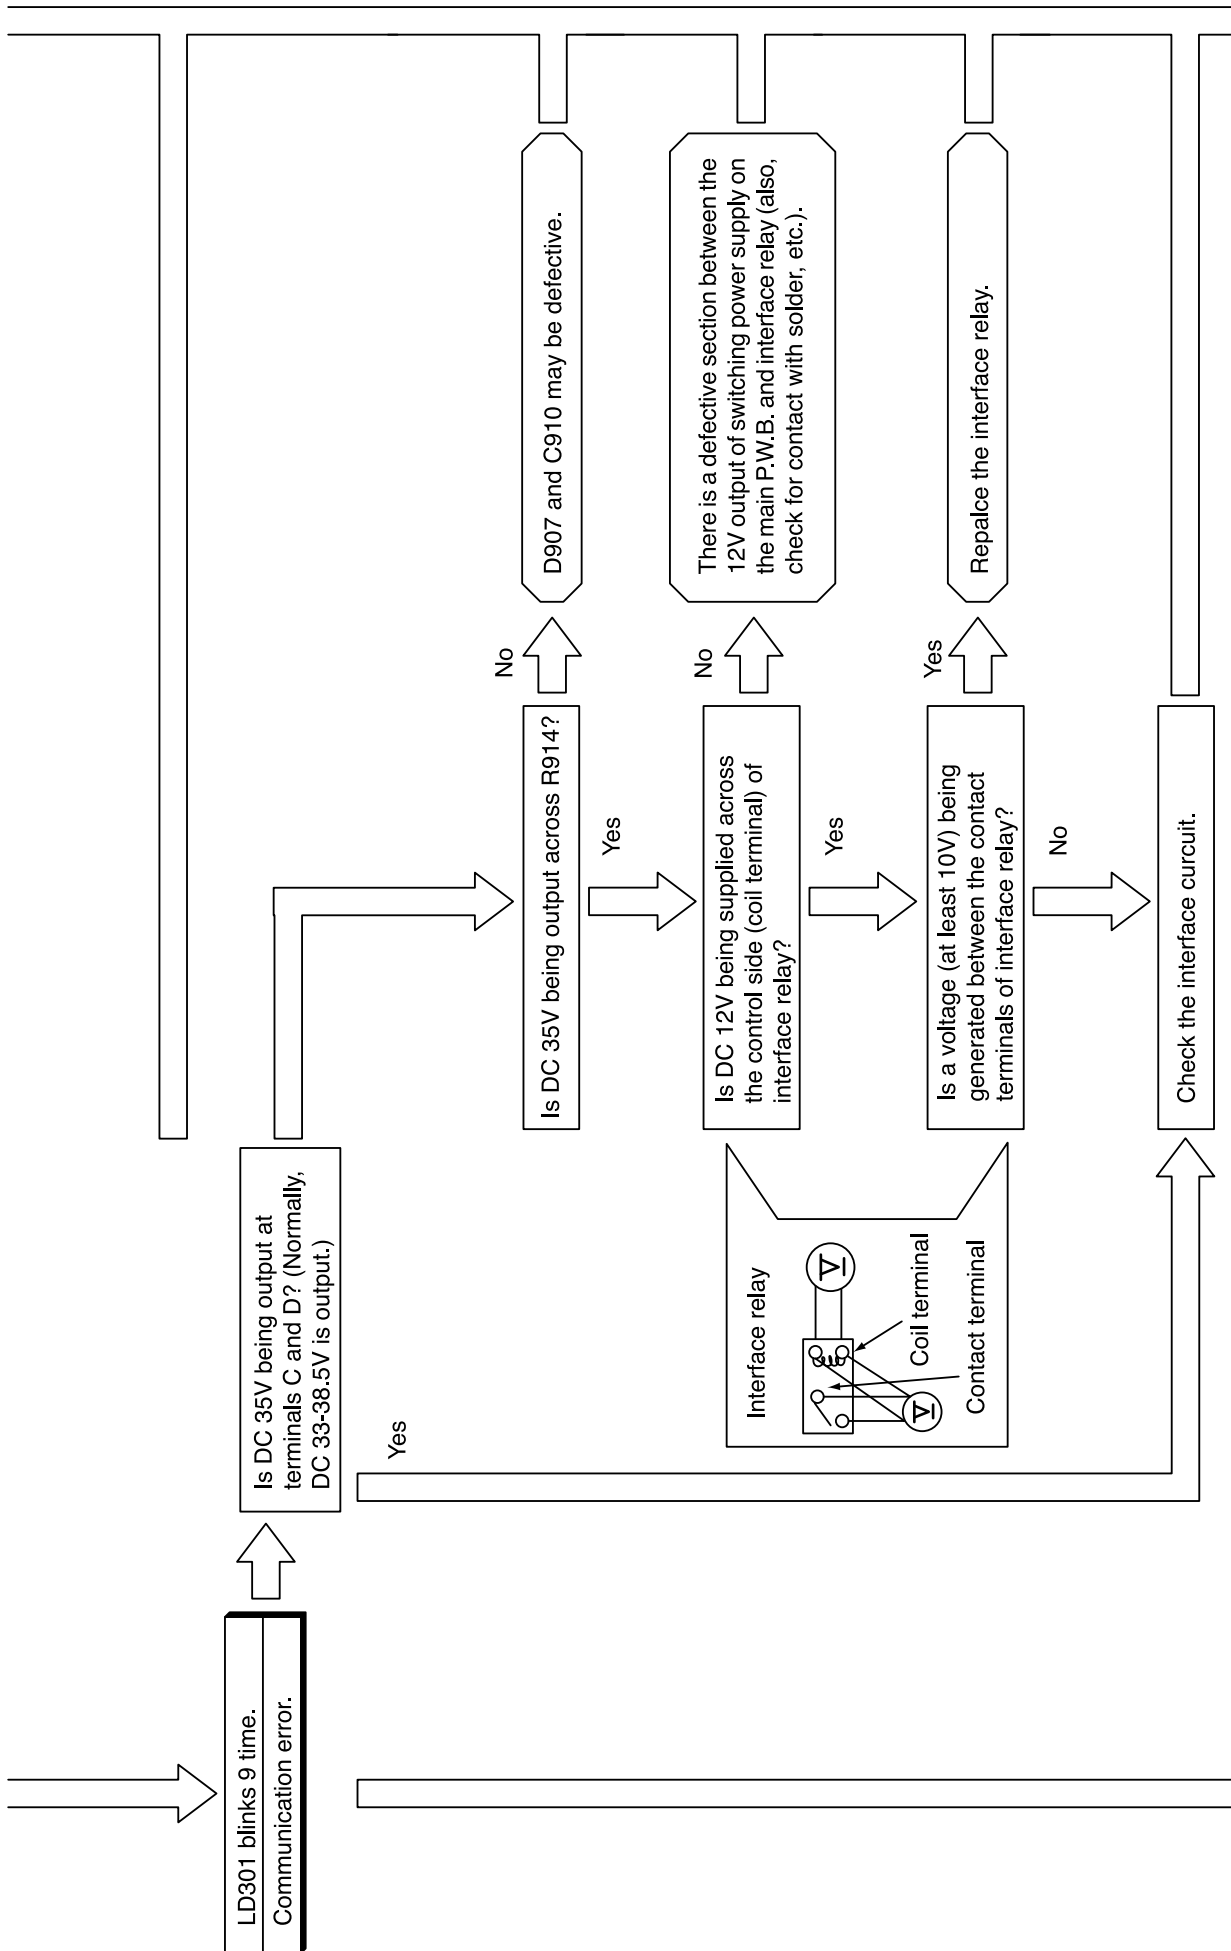 LD301 blinks 9 time.
Communication error.
Is DC 35V being output at
terminals C and D? (Normally,
DC 33-38.5V is output.)
Yes
Is DC 35V being output across R914?
No
D907 and C910 may be defective.
Yes
Is DC 12V being supplied across
the control side (coil terminal) of
interface relay?
No
There is a defective section between the
12V output of switching power supply on
the main P.W.B. and interface relay (also,
check for contact with solder, etc.).
Yes
Interface relay
V
V
Coil terminal
Contact terminal
Is a voltage (at least 10V) being
generated between the contact
terminals of interface relay?
Yes
Repalce the interface relay.
No
Check the interface curcuit.